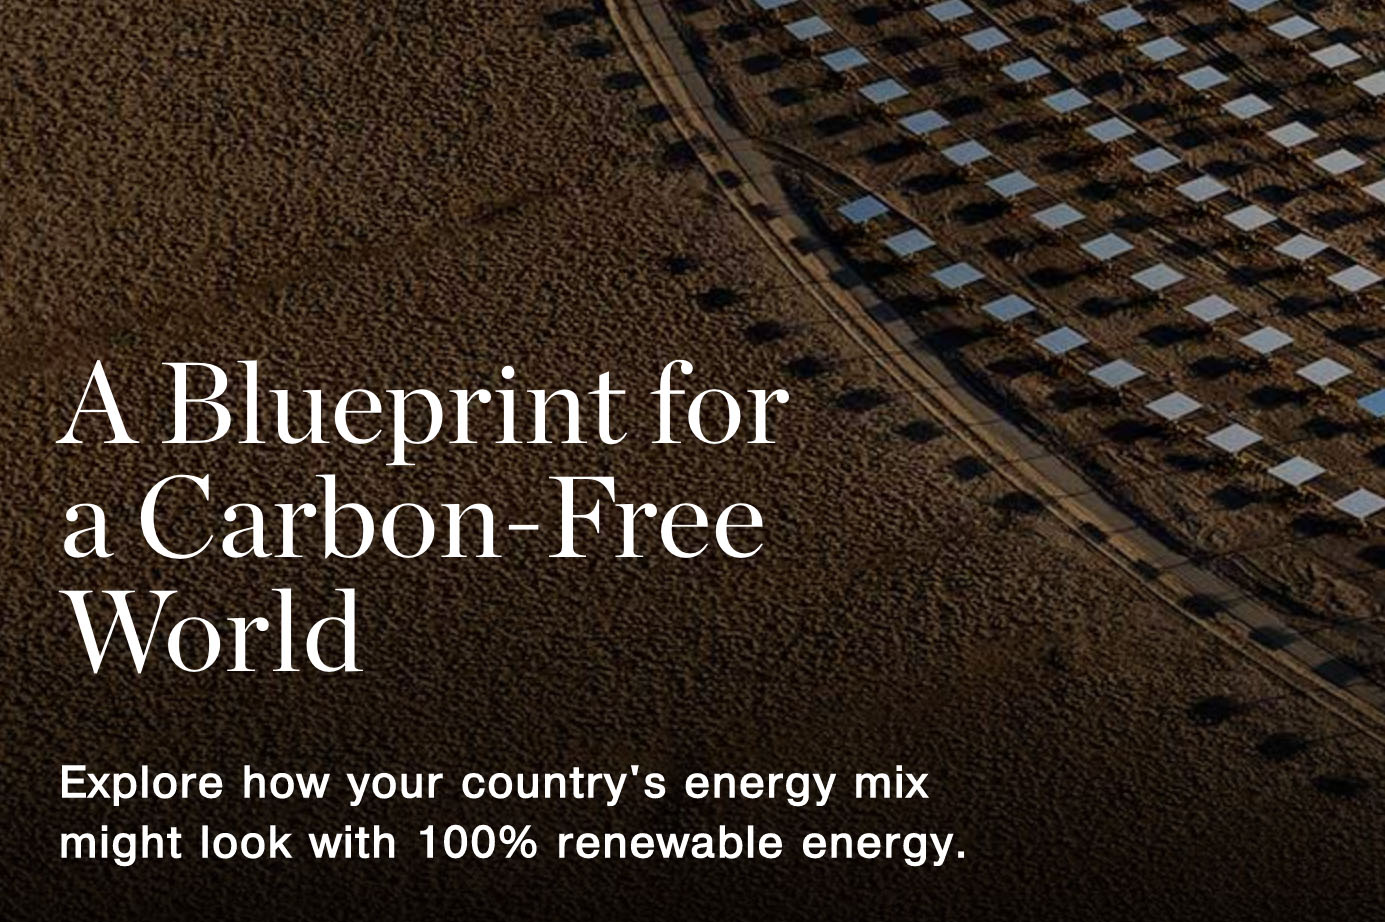 A Blueprint for
a Carbon-Free
World
Explore how your country's energy mix
might look with 100% renewable energy.